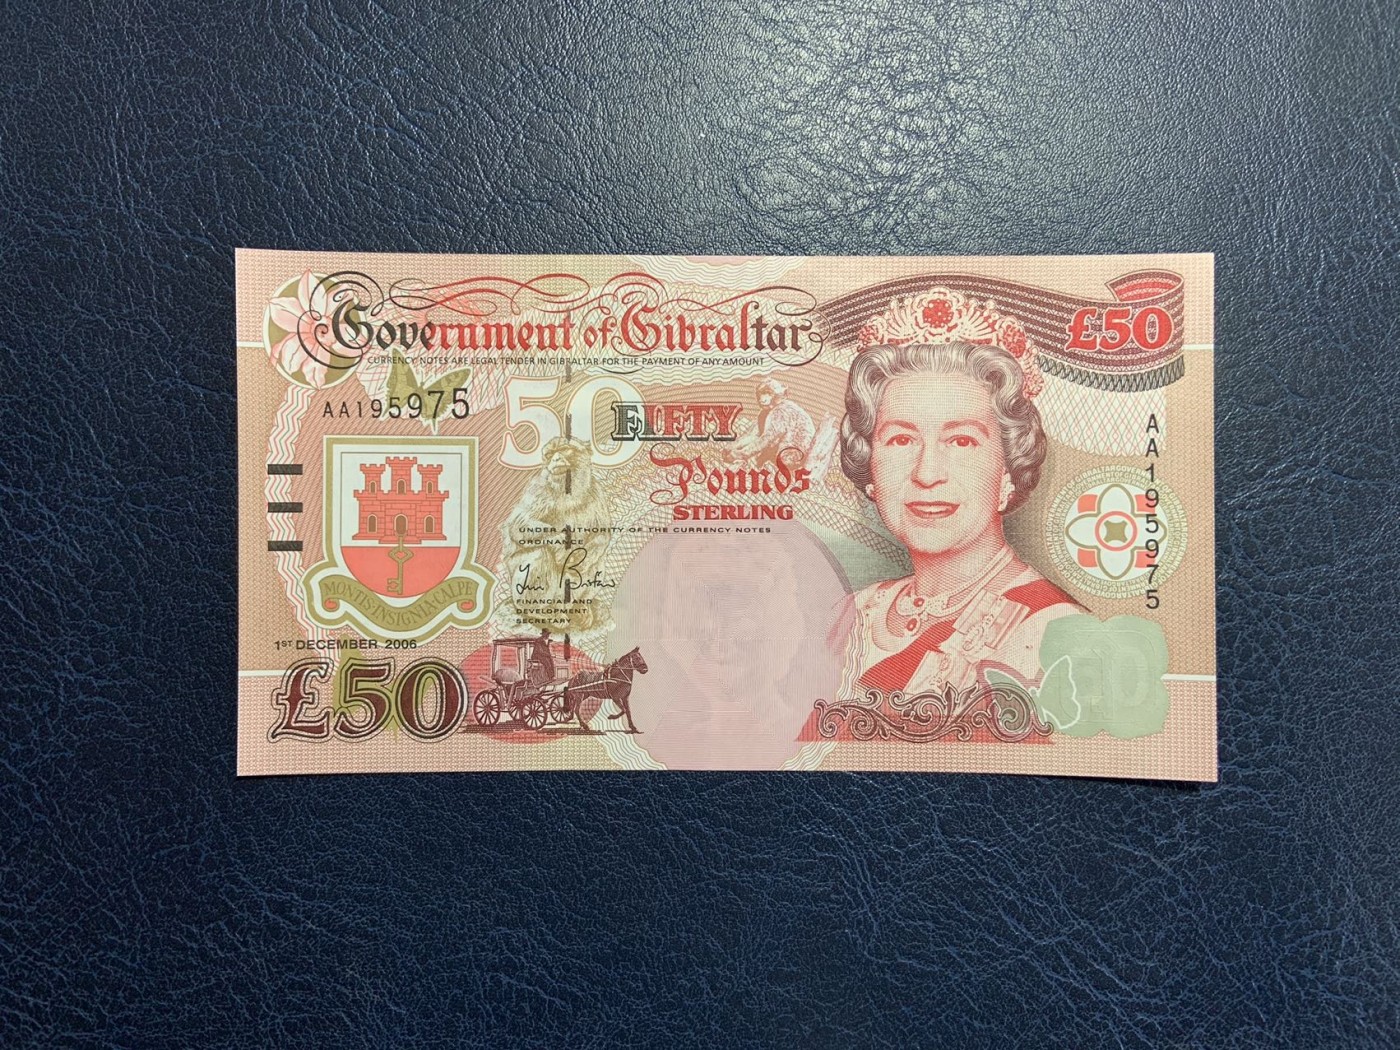 Government of Gibraltar
£50
CURRENCY NOTES ARE LEGAL TENDER IN GIBRALTAR FOR THE PAYMENT OF ANY AMOUNT
AA195975
50
FIFTY
Pounds
STERLING
AA195975
UNDER AUTHORITY OF THE CURRENCY NOTES
ORDINANCE
FINANCIAL AND
DEVELOPMENT
SECRETARY
MONTIS INSIGNIA CALPE
1ST DECEMBER 2006
£50
50